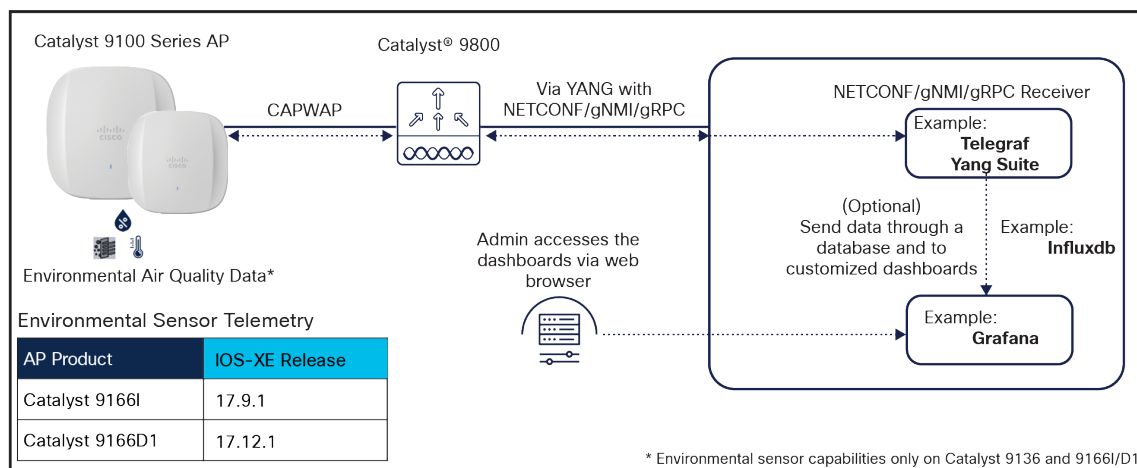 Catalyst 9100 Series AP
Catalyst® 9800
CAPWAP
Via YANG with
NETCONF/gNMI/gRPC
NETCONF/gNMI/gRPC Receiver
Example:
Telegraf
Yang Suite
(Optional)
Send data through a
database and to
customized dashboards
Example:
Influxdb
Example:
Grafana
Admin accesses the
dashboards via web
browser
CISCO
CISCO
%
Environmental Air Quality Data*
Environmental Sensor Telemetry
AP Product IOS-XE Release
Catalyst 9166I 17.9.1
Catalyst 9166D1 17.12.1
* Environmental sensor capabilities only on Catalyst 9136 and 9166I/D1